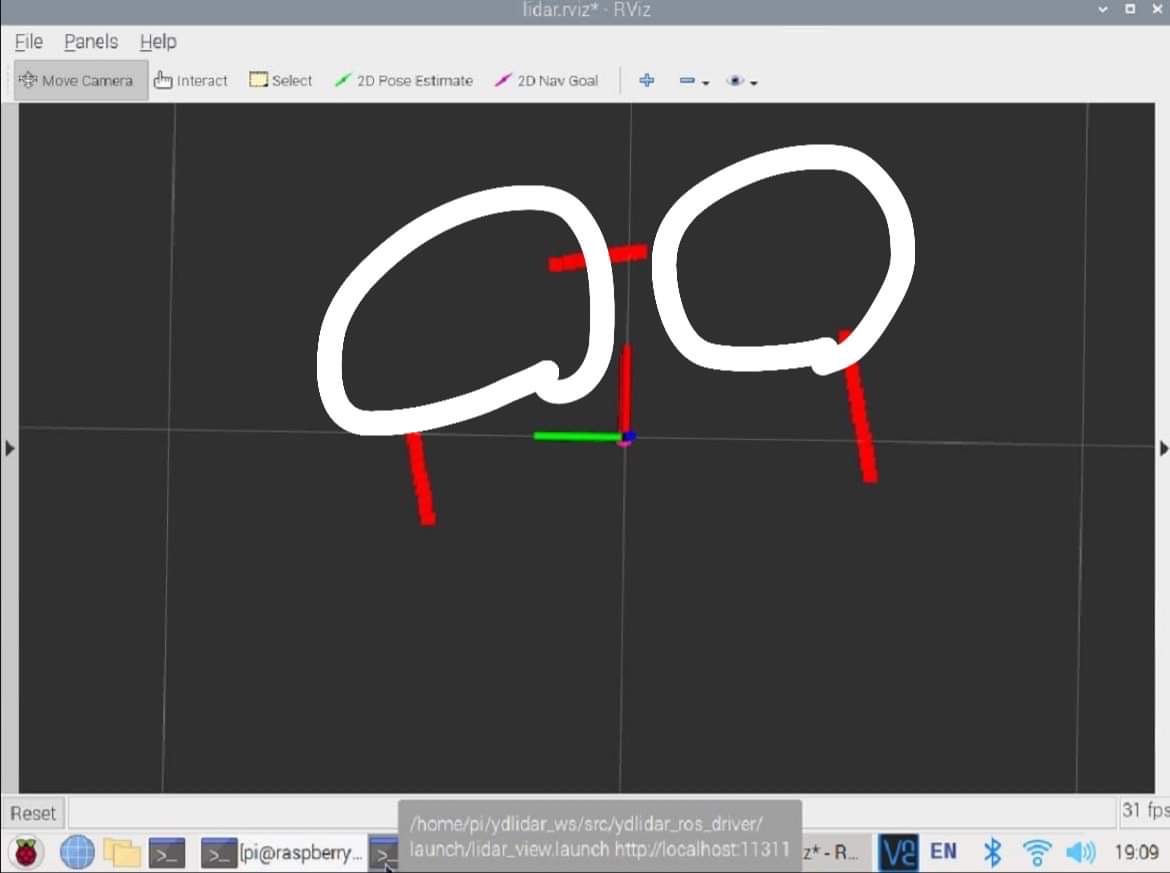 lidar.rviz* - RViz
File Panels Help
Move Camera Interact Select 2D Pose Estimate 2D Nav Goal
Reset
31 fps
/home/pi/ydlidar_ws/src/ydlidar_ros_driver/
launch/lidar_view.launch http://localhost:11311
[pi@raspberry... z* - R... EN 19:09